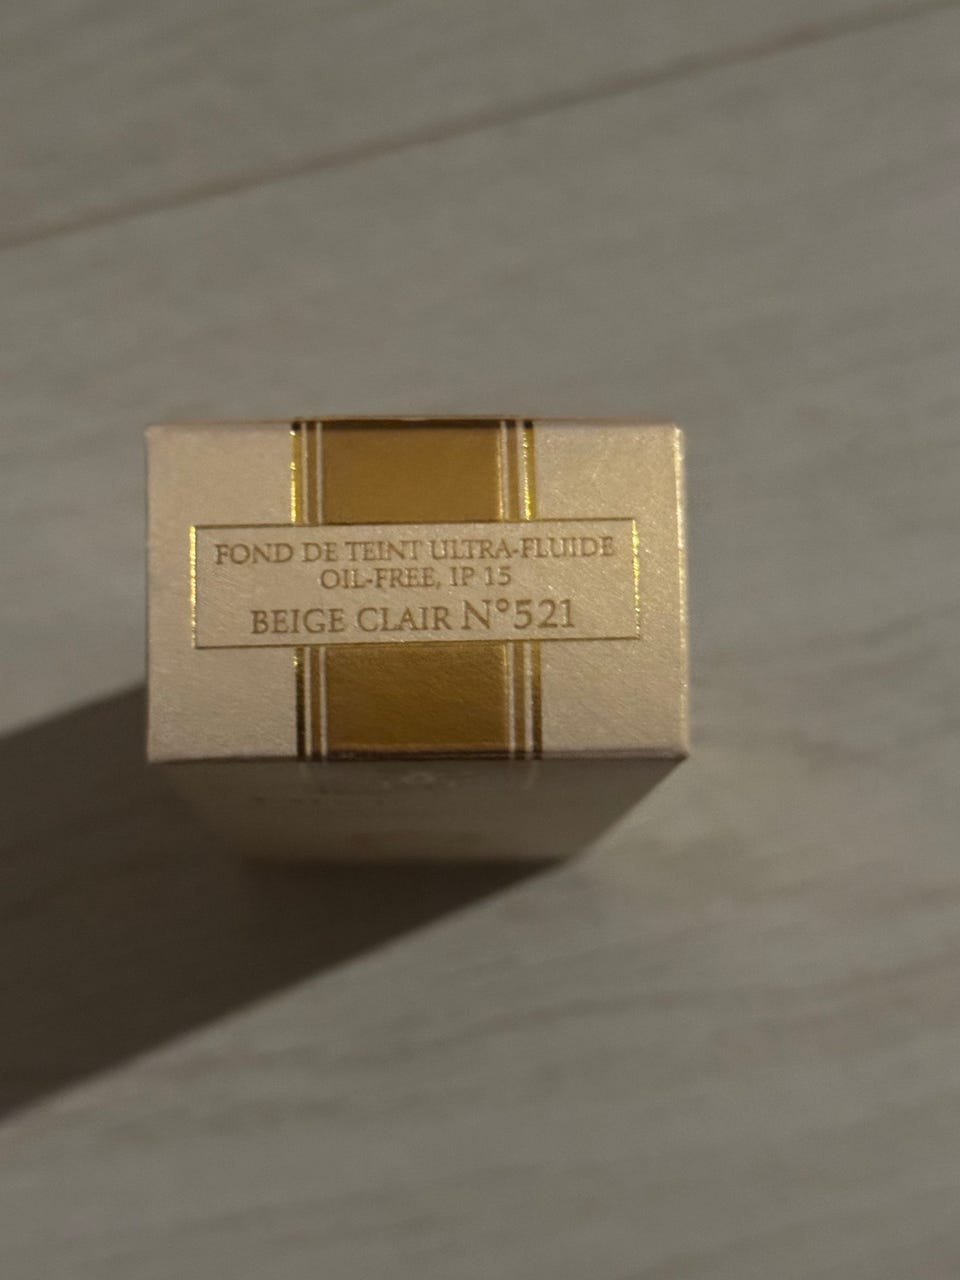 FOND DE TEINT ULTRA-FLUIDE
OIL-FREE, IP 15
BEIGE CLAIR N°521